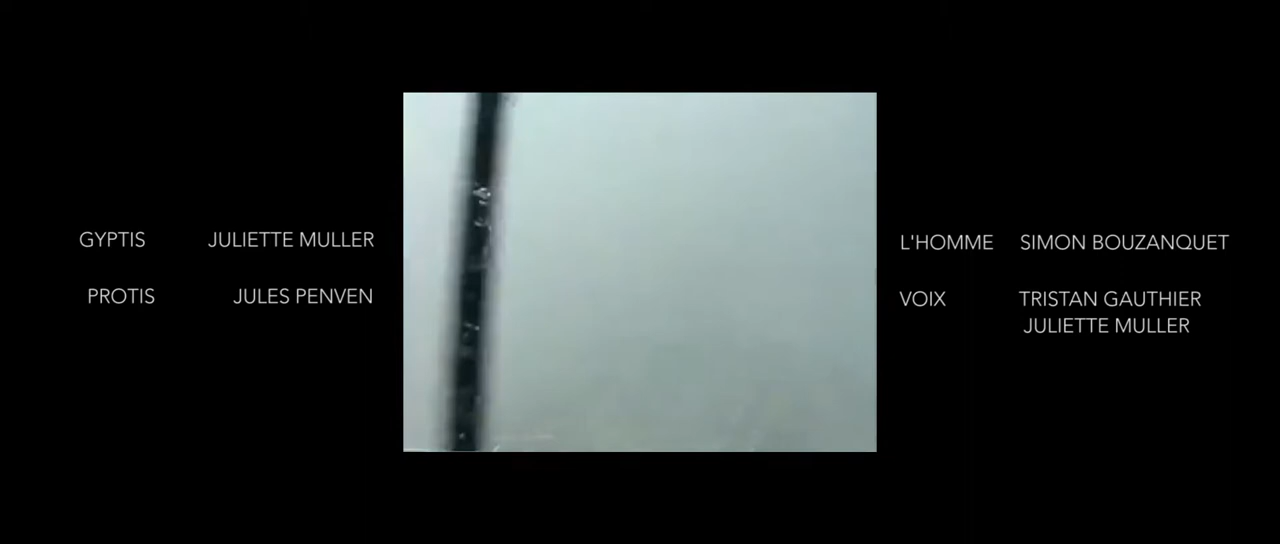 GYPTIS JULIETTE MULLER
PROTIS JULES PENVEN
L'HOMME SIMON BOUZANQUET
VOIX TRISTAN GAUTHIER
JULIETTE MULLER